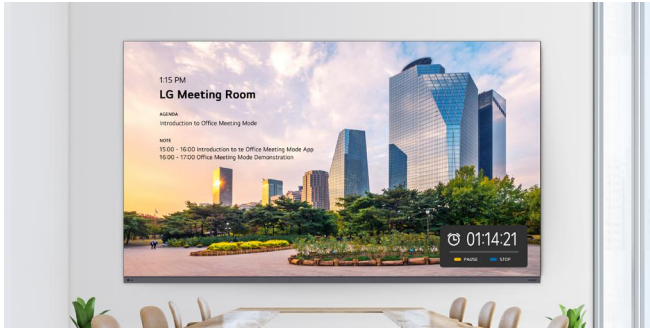 1:15 PM
LG Meeting Room
AGENDA
Introduction to Office Meeting Mode
NOTE
15:00 - 16:00 Introduction to te Office Meeting Mode App
16:00 - 17:00 Office Meeting Mode Demonstration
01:14:21
PAUSE STOP
LG